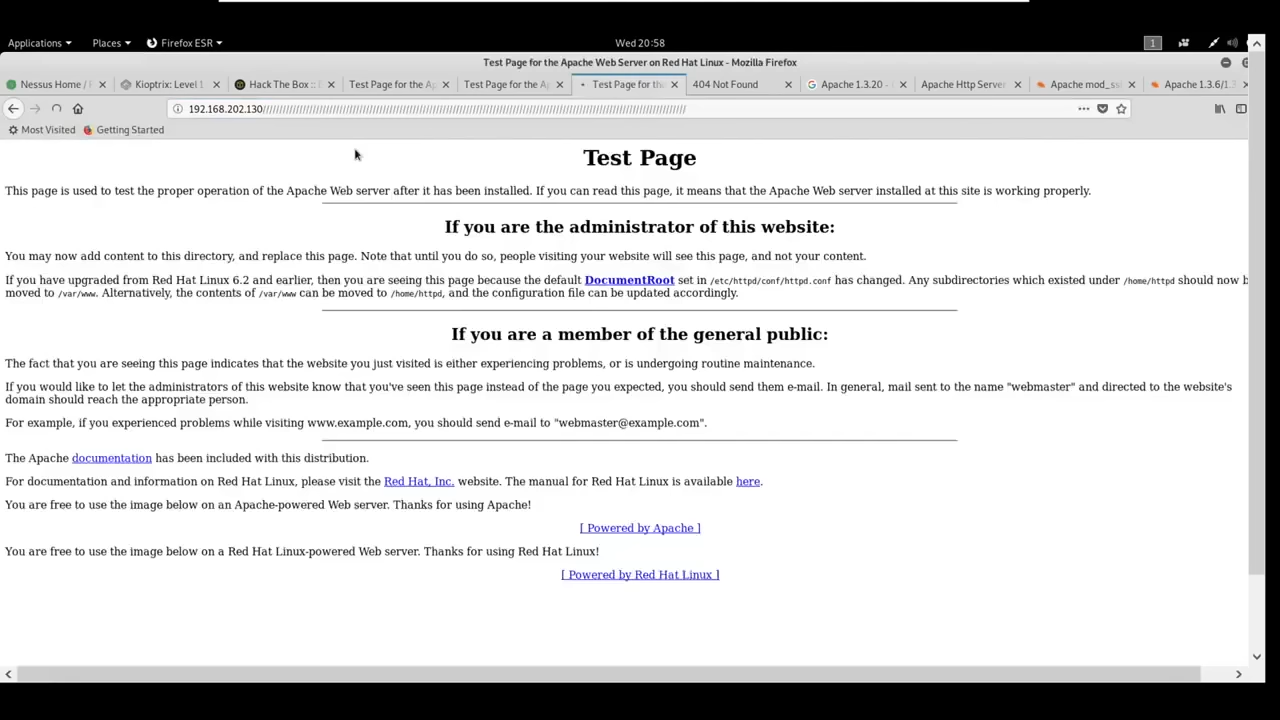 Applications Places Firefox ESR Wed 20:58 1
Test Page for the Apache Web Server on Red Hat Linux - Mozilla Firefox
Nessus Home / Kioptrix: Level 1 Hack The Box :: Test Page for the A Test Page for the Ap Test Page for th 404 Not Found Apache 1.3.20 - Apache Http Server Apache mod_ss Apache 1.3.6/1.3
192.168.202.130//////////////////////////////////////////////////////////////////////////////////////////////////////////////
Most Visited Getting Started
Test Page
This page is used to test the proper operation of the Apache Web server after it has been installed. If you can read this page, it means that the Apache Web server installed at this site is working properly.
If you are the administrator of this website:
You may now add content to this directory, and replace this page. Note that until you do so, people visiting your website will see this page, and not your content.
If you have upgraded from Red Hat Linux 6.2 and earlier, then you are seeing this page because the default DocumentRoot set in /etc/httpd/conf/httpd.conf has changed. Any subdirectories which existed under /home/httpd should now b
moved to /var/www. Alternatively, the contents of /var/www can be moved to /home/httpd, and the configuration file can be updated accordingly.
If you are a member of the general public:
The fact that you are seeing this page indicates that the website you just visited is either experiencing problems, or is undergoing routine maintenance.
If you would like to let the administrators of this website know that you've seen this page instead of the page you expected, you should send them e-mail. In general, mail sent to the name "webmaster" and directed to the website's
domain should reach the appropriate person.
For example, if you experienced problems while visiting www.example.com, you should send e-mail to "webmaster@example.com".
The Apache documentation has been included with this distribution.
For documentation and information on Red Hat Linux, please visit the Red Hat, Inc. website. The manual for Red Hat Linux is available here.
You are free to use the image below on an Apache-powered Web server. Thanks for using Apache!
[ Powered by Apache ]
You are free to use the image below on a Red Hat Linux-powered Web server. Thanks for using Red Hat Linux!
[ Powered by Red Hat Linux ]